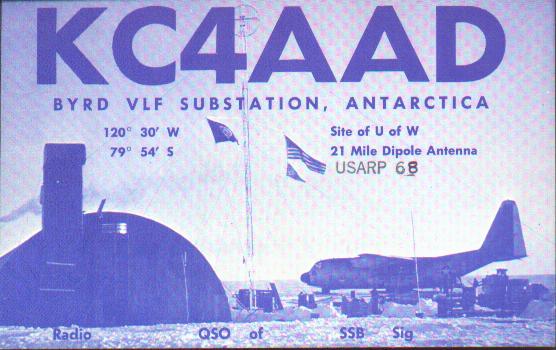 KC4AAD
BYRD VLF SUBSTATION, ANTARCTICA
120° 30′ W
79° 54′ S
Site of U of W
21 Mile Dipole Antenna
USARP 68
Radio QSO of SSB Sig